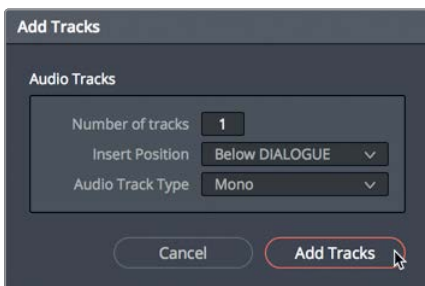 Add Tracks
Audio Tracks
Number of tracks 1
Insert Position Below DIALOGUE
Audio Track Type Mono
Cancel Add Tracks